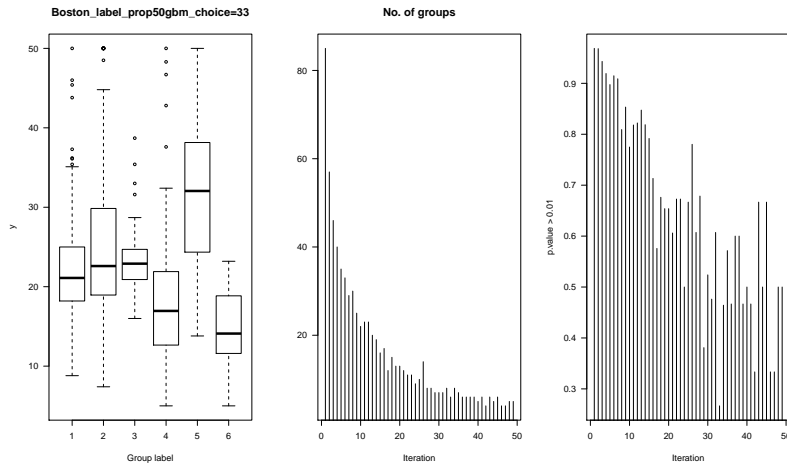 Boston_label_prop50gbm_choice=33
50
40
30
20
10
y
1 2 3 4 5 6
Group label
No. of groups
80
60
40
20
0 10 20 30 40 50
Iteration
0.9
0.8
0.7
0.6
0.5
0.4
0.3
p.value > 0.01
0 10 20 30 40 50
Iteration